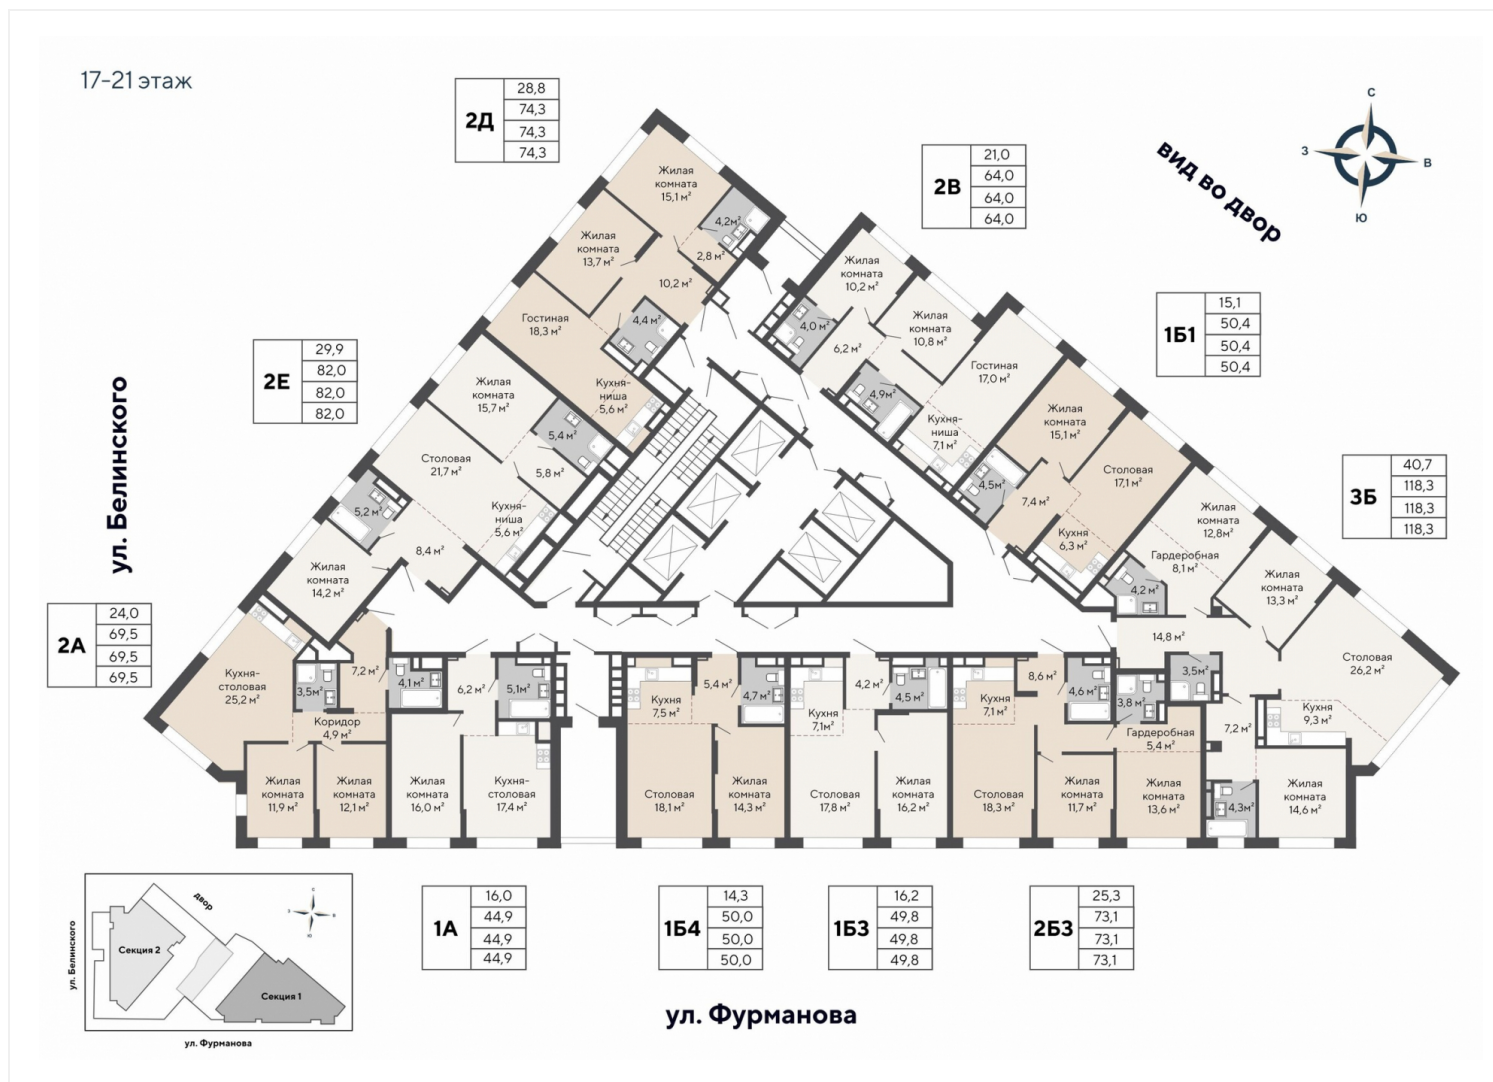 17–21 этаж
2Д
28,8
74,3
74,3
74,3
2В
21,0
64,0
64,0
64,0
вид во двор
С
З
В
Ю
1Б1
15,1
50,4
50,4
50,4
2Е
29,9
82,0
82,0
82,0
ул. Белинского
3Б
40,7
118,3
118,3
118,3
2А
24,0
69,5
69,5
69,5
Жилая
комната
15,1 м²
4,2м²
2,8 м²
Жилая
комната
13,7 м²
10,2 м²
Гостиная
18,3 м²
4,4 м²
Кухня-
ниша
5,6 м²
Жилая
комната
15,7 м²
5,4 м²
Столовая
21,7 м²
5,8 м²
5,2 м²
Кухня-
ниша
5,6 м²
8,4 м²
Жилая
комната
14,2 м²
Жилая
комната
10,2 м²
4,0 м²
6,2 м²
Жилая
комната
10,8 м²
4,9м²
Гостиная
17,0 м²
Кухня-
ниша
7,1 м²
Жилая
комната
15,1 м²
4,5м²
7,4 м²
Столовая
17,1 м²
Кухня
6,3 м²
Жилая
комната
12,8м²
Гардеробная
8,1 м²
4,2 м²
Жилая
комната
13,3 м²
14,8 м²
Столовая
26,2 м²
3,5м²
Кухня
9,3 м²
7,2 м²
4,3м²
Жилая
комната
14,6 м²
Кухня-
столовая
25,2 м²
3,5м²
7,2 м²
Коридор
4,9 м²
Жилая
комната
11,9 м²
Жилая
комната
12,1 м²
4,1 м²
6,2 м²
5,1м²
Жилая
комната
16,0 м²
Кухня-
столовая
17,4 м²
Кухня
7,5 м²
5,4 м²
4,7 м²
Столовая
18,1 м²
Жилая
комната
14,3 м²
Кухня
7,1м²
4,2 м²
4,5 м²
Столовая
17,8 м²
Жилая
комната
16,2 м²
Кухня
7,1 м²
8,6 м²
4,6 м²
Столовая
18,3 м²
Жилая
комната
11,7 м²
3,8 м²
Гардеробная
5,4 м²
Жилая
комната
13,6 м²
1А
16,0
44,9
44,9
44,9
1Б4
14,3
50,0
50,0
50,0
1Б3
16,2
49,8
49,8
49,8
2Б3
25,3
73,1
73,1
73,1
ул. Фурманова
ул. Белинского
двор
С
З
В
Ю
Секция 2
Секция 1
ул. Фурманова